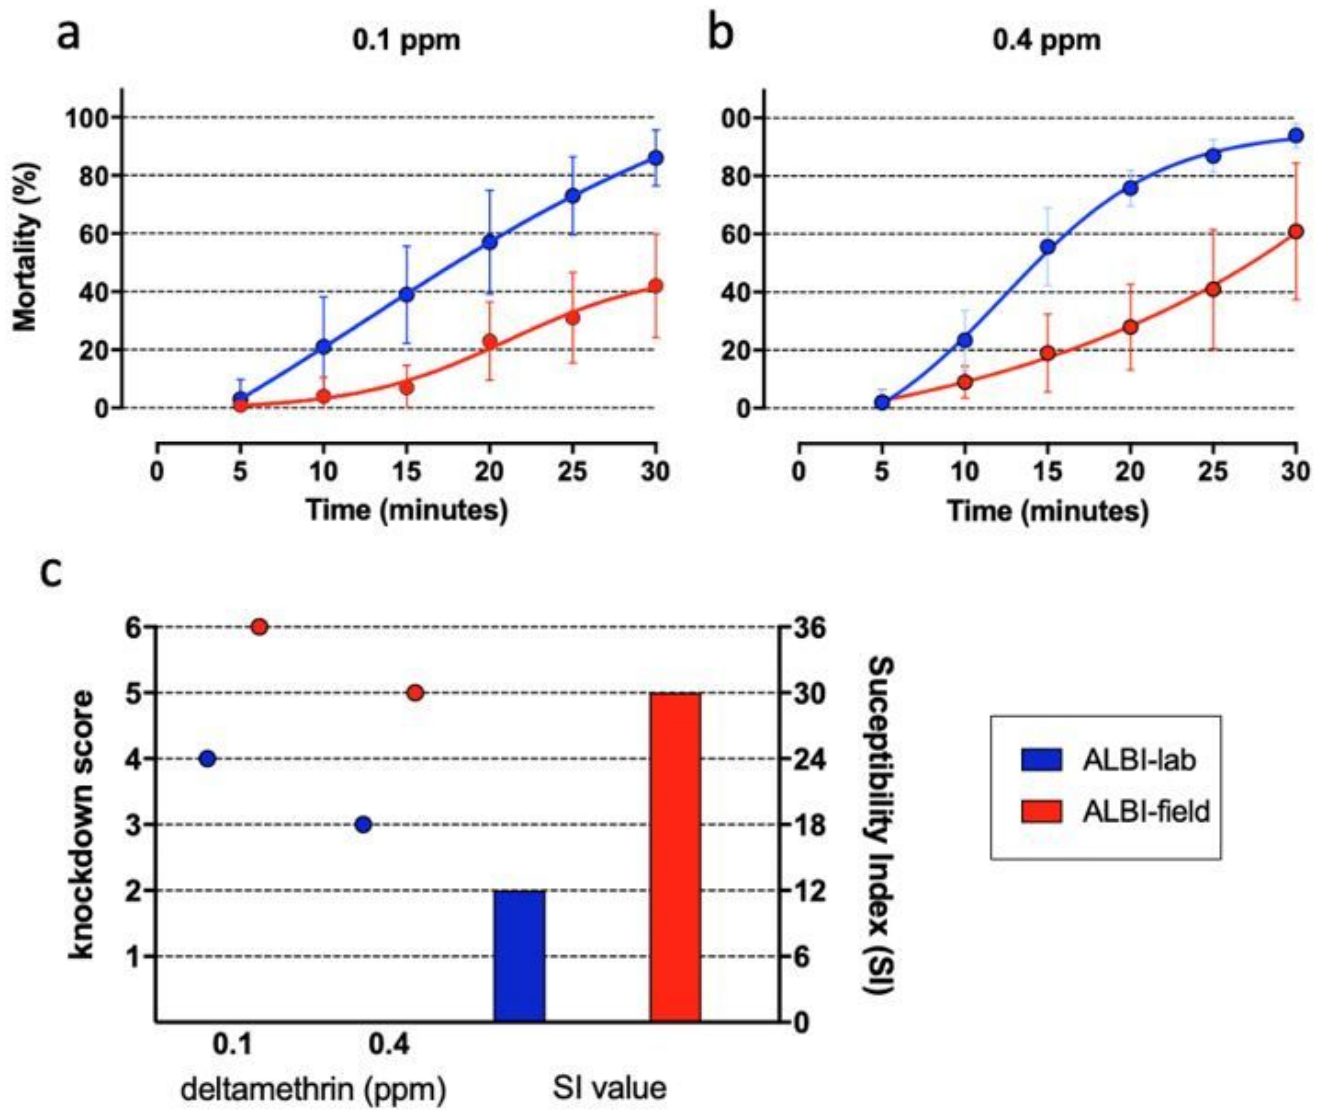 a
0.1 ppm
b
0.4 ppm
Mortality (%)
100
80
60
40
20
0
0 5 10 15 20 25 30
Time (minutes)
00
80
60
40
20
0
0 5 10 15 20 25 30
Time (minutes)
c
knockdown score
6
5
4
3
2
1
36
30
24
18
12
6
0
Suceptibility Index (SI)
0.1 0.4
deltamethrin (ppm) SI value
ALBI-lab
ALBI-field